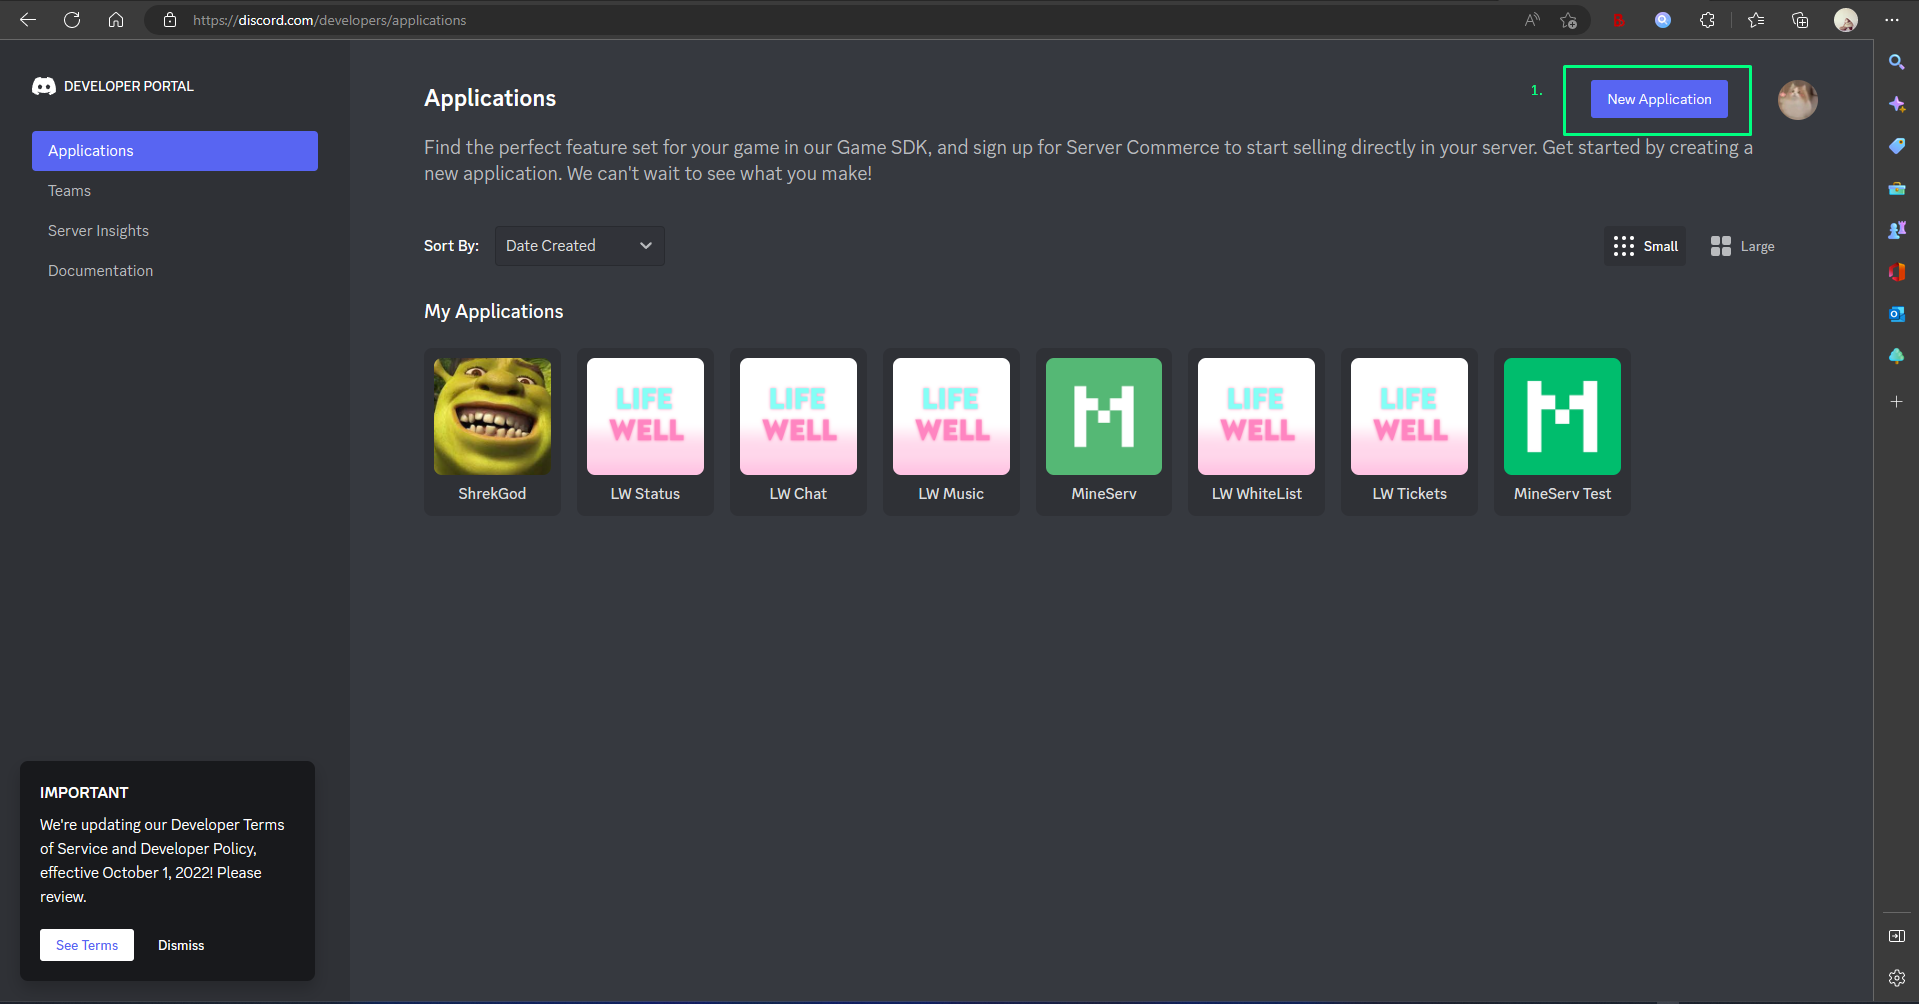 https://discord.com/developers/applications
DEVELOPER PORTAL
Applications
Teams
Server Insights
Documentation
Applications
1.
New Application
Find the perfect feature set for your game in our Game SDK, and sign up for Server Commerce to start selling directly in your server. Get started by creating a
new application. We can't wait to see what you make!
Sort By:
Date Created
Small
Large
My Applications
LIFE
WELL
LIFE
WELL
LIFE
WELL
M
LIFE
WELL
LIFE
WELL
M
ShrekGod
LW Status
LW Chat
LW Music
MineServ
LW WhiteList
LW Tickets
MineServ Test
IMPORTANT
We're updating our Developer Terms
of Service and Developer Policy,
effective October 1, 2022! Please
review.
See Terms
Dismiss